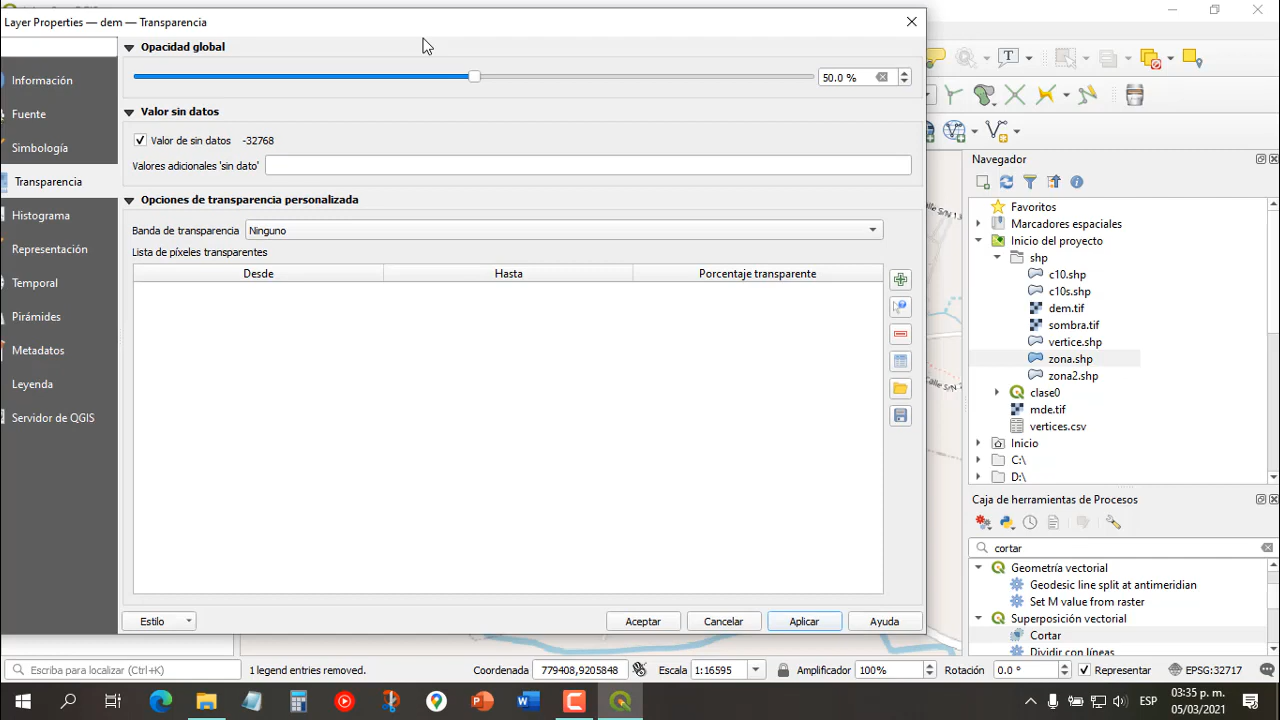 Layer Properties — dem — Transparencia
Información
Fuente
Simbología
Transparencia
Histograma
Representación
Temporal
Pirámides
Metadatos
Leyenda
Servidor de QGIS
Opacidad global
50.0 %
Valor sin datos
Valor de sin datos -32768
Valores adicionales 'sin dato'
Opciones de transparencia personalizada
Banda de transparencia Ninguno
Lista de píxeles transparentes
Desde Hasta Porcentaje transparente
Estilo
Aceptar Cancelar Aplicar Ayuda
Navegador
Favoritos
Marcadores espaciales
Inicio del proyecto
shp
c10.shp
c10s.shp
dem.tif
sombra.tif
vertice.shp
zona.shp
zona2.shp
clase0
mde.tif
vertices.csv
Inicio
C:\
D:\
Caja de herramientas de Procesos
cortar
Geometría vectorial
Geodesic line split at antimeridian
Set M value from raster
Superposición vectorial
Cortar
Dividir con líneas
Escriba para localizar (Ctrl+K) 1 legend entries removed. Coordenada 779408,9205848 Escala 1:16595 Amplificador 100% Rotación 0.0 ° Representar EPSG:32717
ESP 03:35 p. m.
05/03/2021